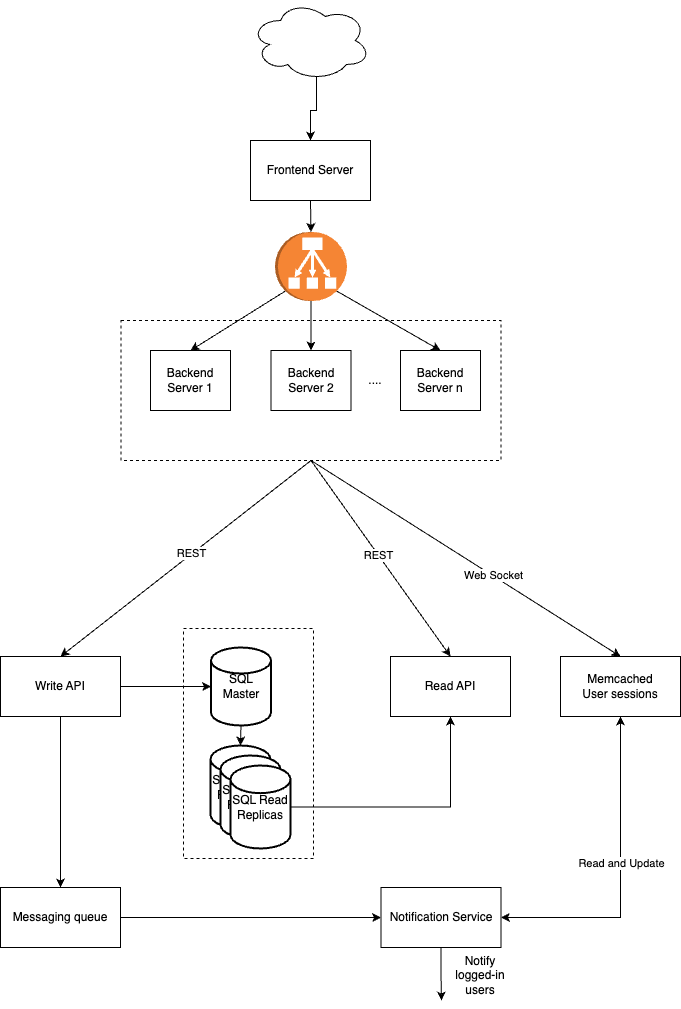 Frontend Server
Backend
Server 1
Backend
Server 2
....
Backend
Server n
REST
REST
Web Socket
Write API
SQL
Master
Read API
Memcached
User sessions
S
S
SQL Read
Replicas
Read and Update
Messaging queue
Notification Service
Notify
logged-in
users